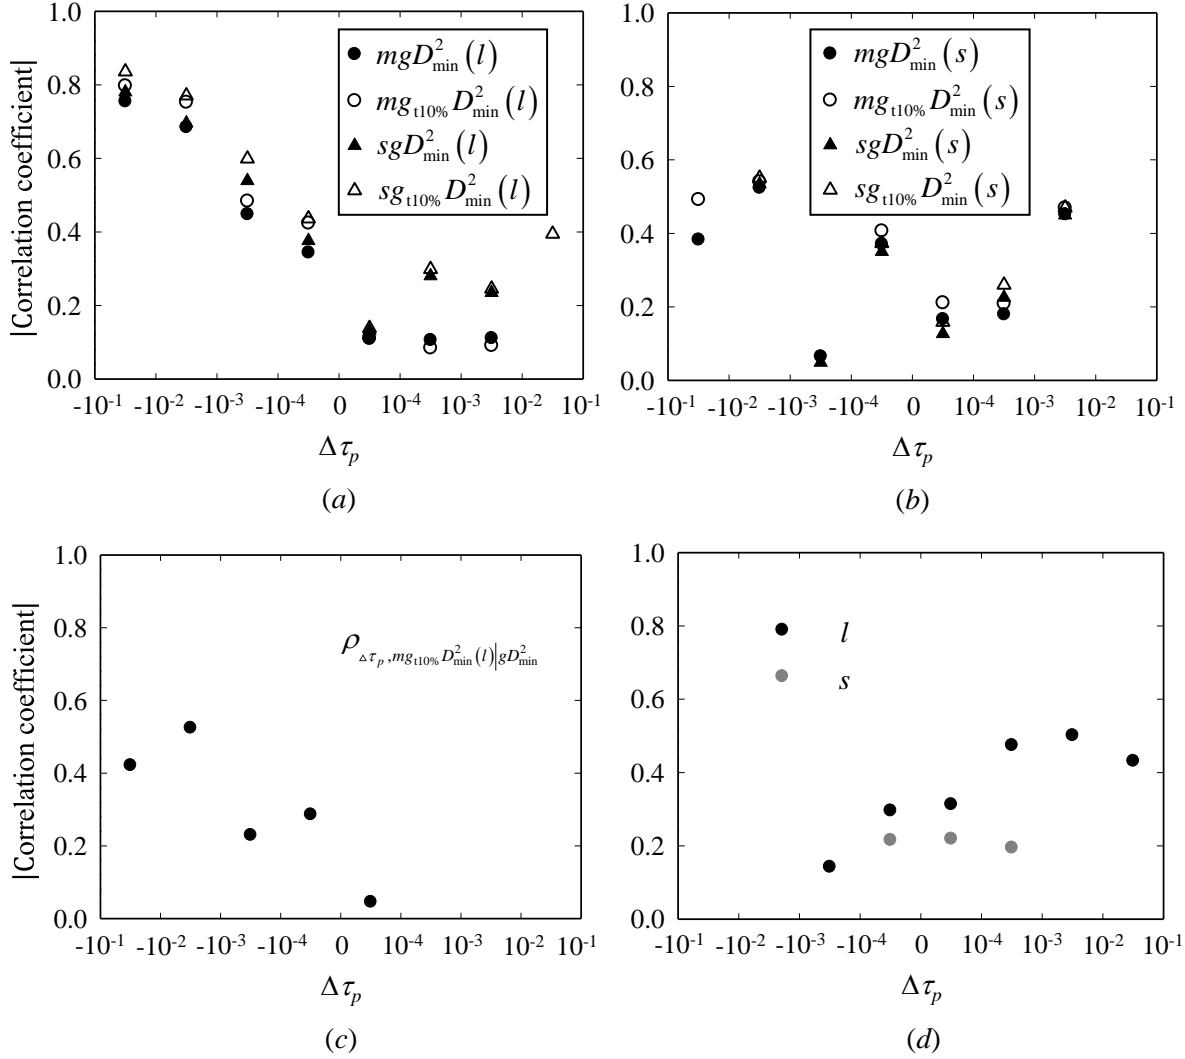 1.0
0.8
0.6
0.4
0.2
0.0
|Correlation coefficient|
mgD²min(l)
mgt10%D²min(l)
sgD²min(l)
sgt10%D²min(l)
-10⁻¹ -10⁻² -10⁻³ -10⁻⁴ 0 10⁻⁴ 10⁻³ 10⁻² 10⁻¹
Δτp
(a)
1.0
0.8
0.6
0.4
0.2
0.0
mgD²min(s)
mgt10%D²min(s)
sgD²min(s)
sgt10%D²min(s)
-10⁻¹ -10⁻² -10⁻³ -10⁻⁴ 0 10⁻⁴ 10⁻³ 10⁻² 10⁻¹
Δτp
(b)
1.0
0.8
0.6
0.4
0.2
0.0
|Correlation coefficient|
ρΔτp,mgt10%D²min(l)|gD²min
-10⁻¹ -10⁻² -10⁻³ -10⁻⁴ 0 10⁻⁴ 10⁻³ 10⁻² 10⁻¹
Δτp
(c)
1.0
0.8
0.6
0.4
0.2
0.0
l
s
-10⁻¹ -10⁻² -10⁻³ -10⁻⁴ 0 10⁻⁴ 10⁻³ 10⁻² 10⁻¹
Δτp
(d)